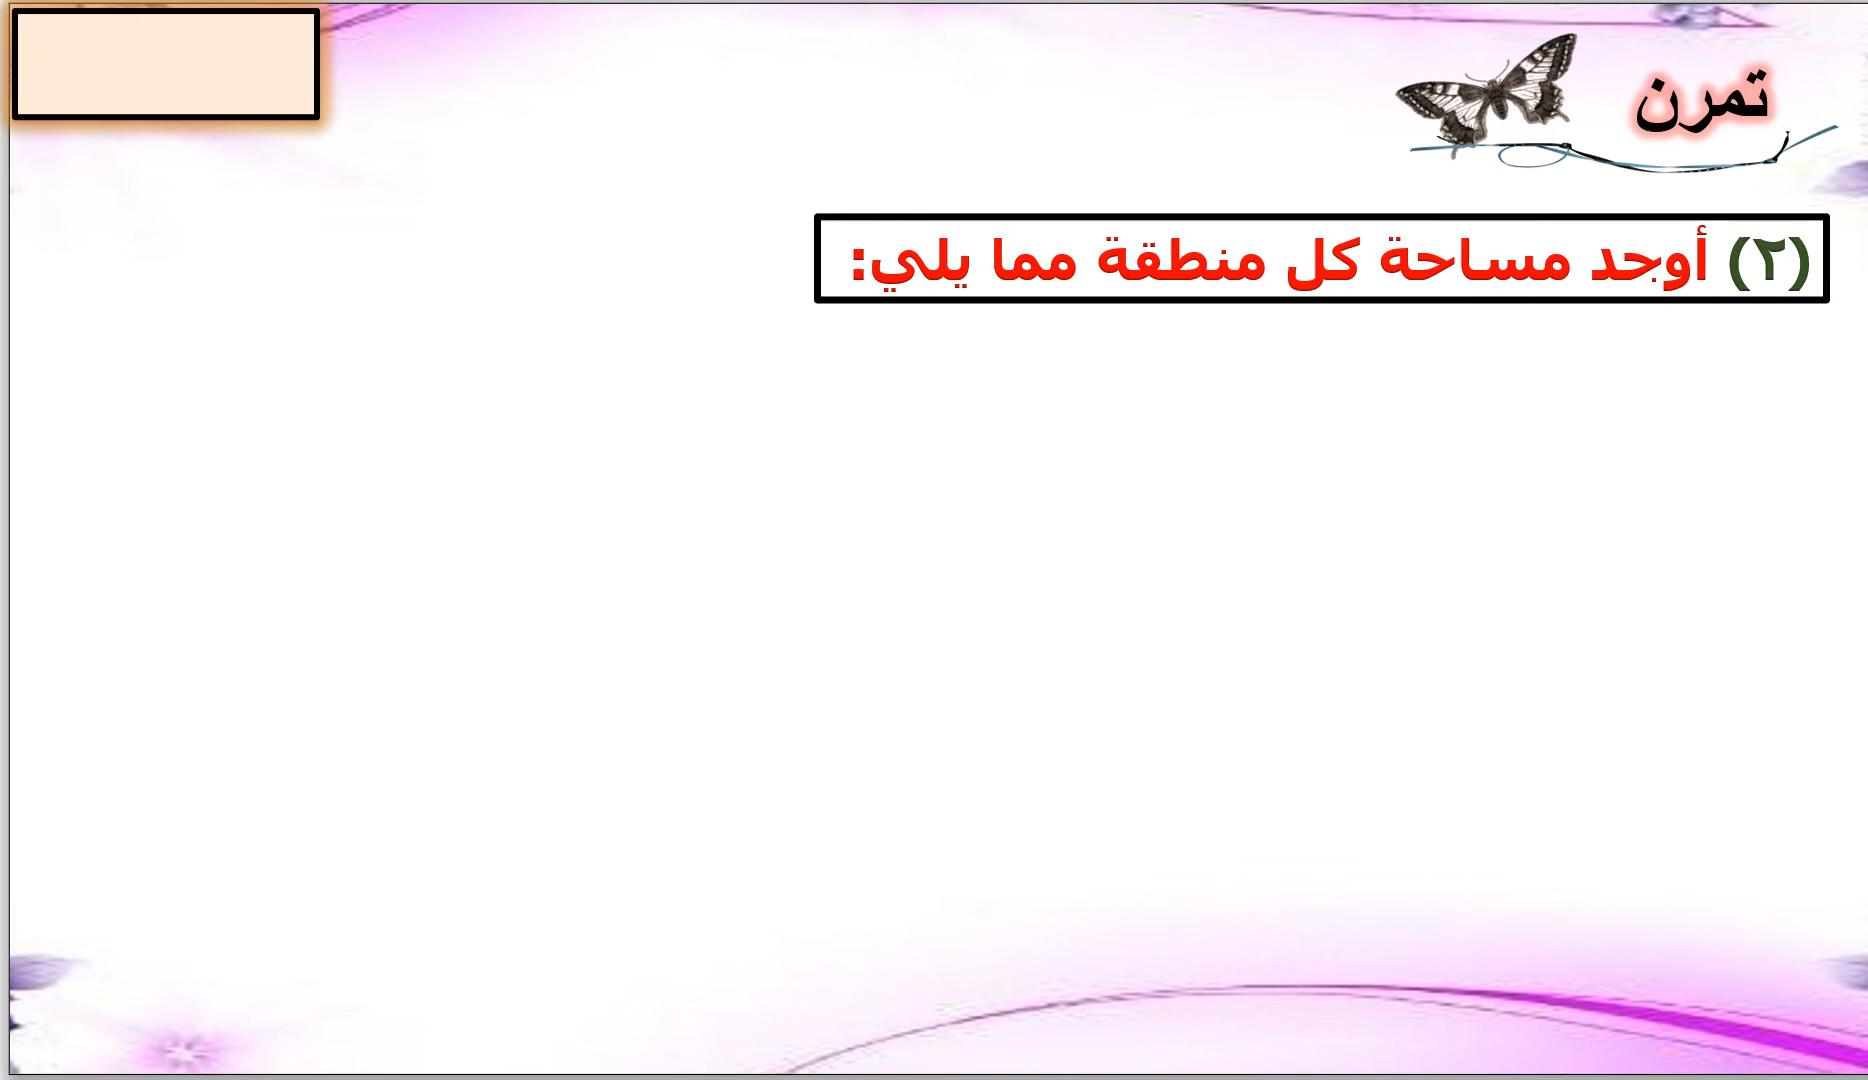 تمرن
(٢) أوجد مساحة كل منطقة مما يلي: